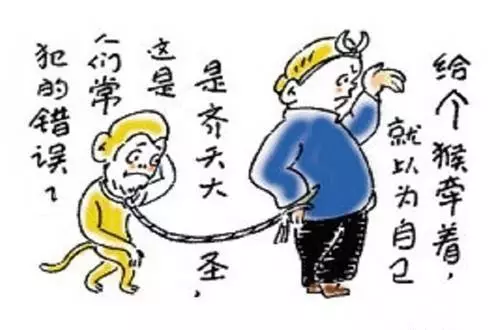 给个猴牵着，
就以为自己
是齐天大圣，
这是
人们常
犯的错误